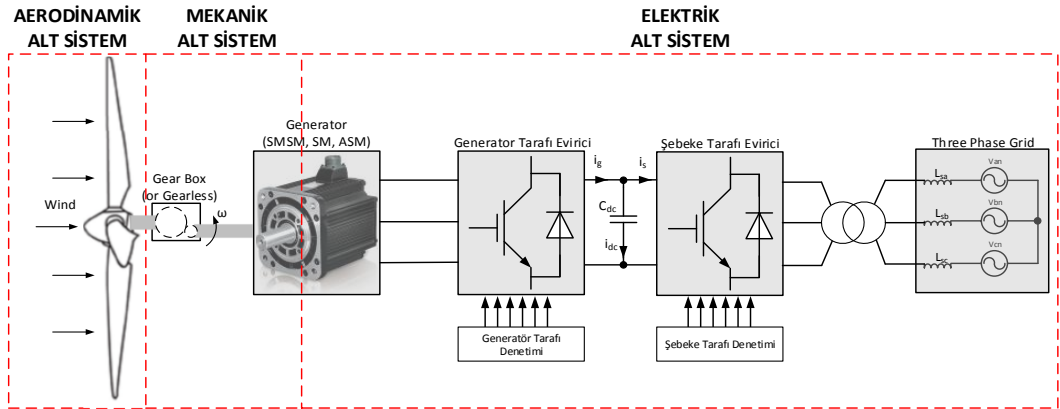 AERODİNAMİK
ALT SİSTEM
MEKANİK
ALT SİSTEM
ELEKTRİK
ALT SİSTEM
Wind
Gear Box
(or Gearless)
ω
Generator
(SMSM, SM, ASM)
Generator Tarafı Evirici
Generatör Tarafı
Denetimi
ig
is
Cdc
idc
Şebeke Tarafı Evirici
Şebeke Tarafı Denetimi
Three Phase Grid
Lsa
Van
Lsb
Vbn
Lsc
Vcn